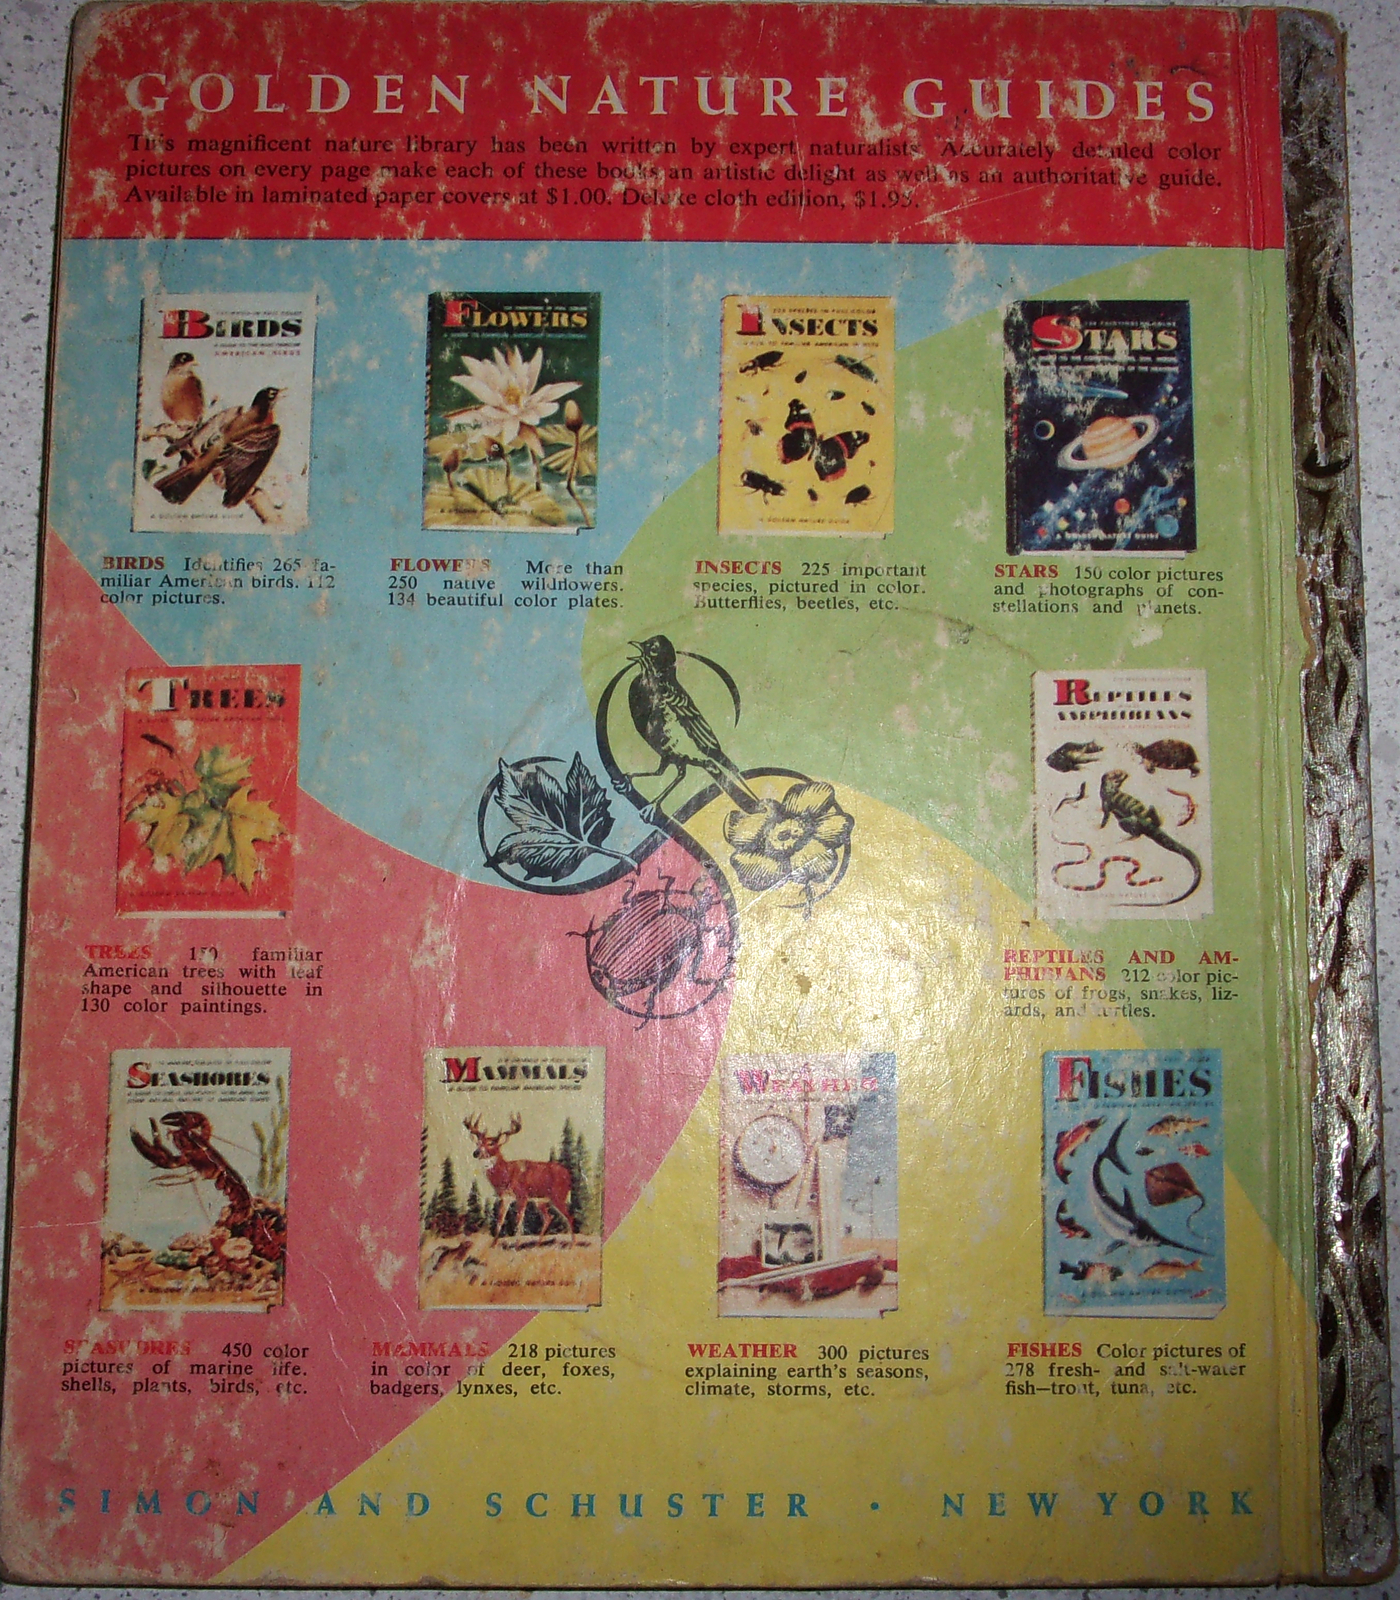 GOLDEN NATURE GUIDES
This magnificent nature library has been written by expert naturalists. Accurately detailed color
pictures on every page make each of these books an artistic delight as well as an authoritative guide.
Available in laminated paper covers at $1.00. Deluxe cloth edition, $1.95.
BIRDS
AMERICAN BIRDS
FLOWERS
INSECTS
STARS
A GOLDEN NATURE GUIDE
BIRDS Identifies 265 fa-
miliar American birds. 112
color pictures.
FLOWERS More than
250 native wildflowers.
134 beautiful color plates.
INSECTS 225 important
species, pictured in color.
Butterflies, beetles, etc.
STARS 150 color pictures
and photographs of con-
stellations and planets.
TREES
REPTILES
AMPHIBIANS
TREES 150 familiar
American trees with leaf
shape and silhouette in
130 color paintings.
REPTILES AND AM-
PHIBIANS 212 color pic-
tures of frogs, snakes, liz-
ards, and turtles.
SEASHORES
MAMMALS
WEATHER
FISHES
SEASHORES 450 color
pictures of marine life.
shells, plants, birds, etc.
MAMMALS 218 pictures
in color of deer, foxes,
badgers, lynxes, etc.
WEATHER 300 pictures
explaining earth's seasons,
climate, storms, etc.
FISHES Color pictures of
278 fresh- and salt-water
fish—trout, tuna, etc.
SIMON AND SCHUSTER • NEW YORK